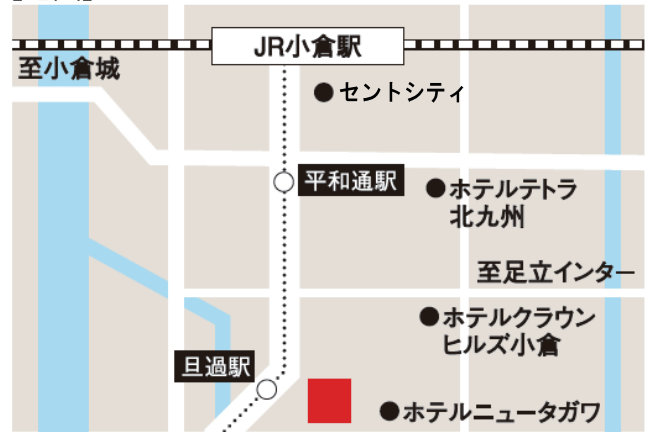 JR小倉駅
至小倉城
●セントシティ
平和通駅
●ホテルテトラ
北九州
至足立インター
●ホテルクラウン
ヒルズ小倉
旦過駅
●ホテルニュータガワ